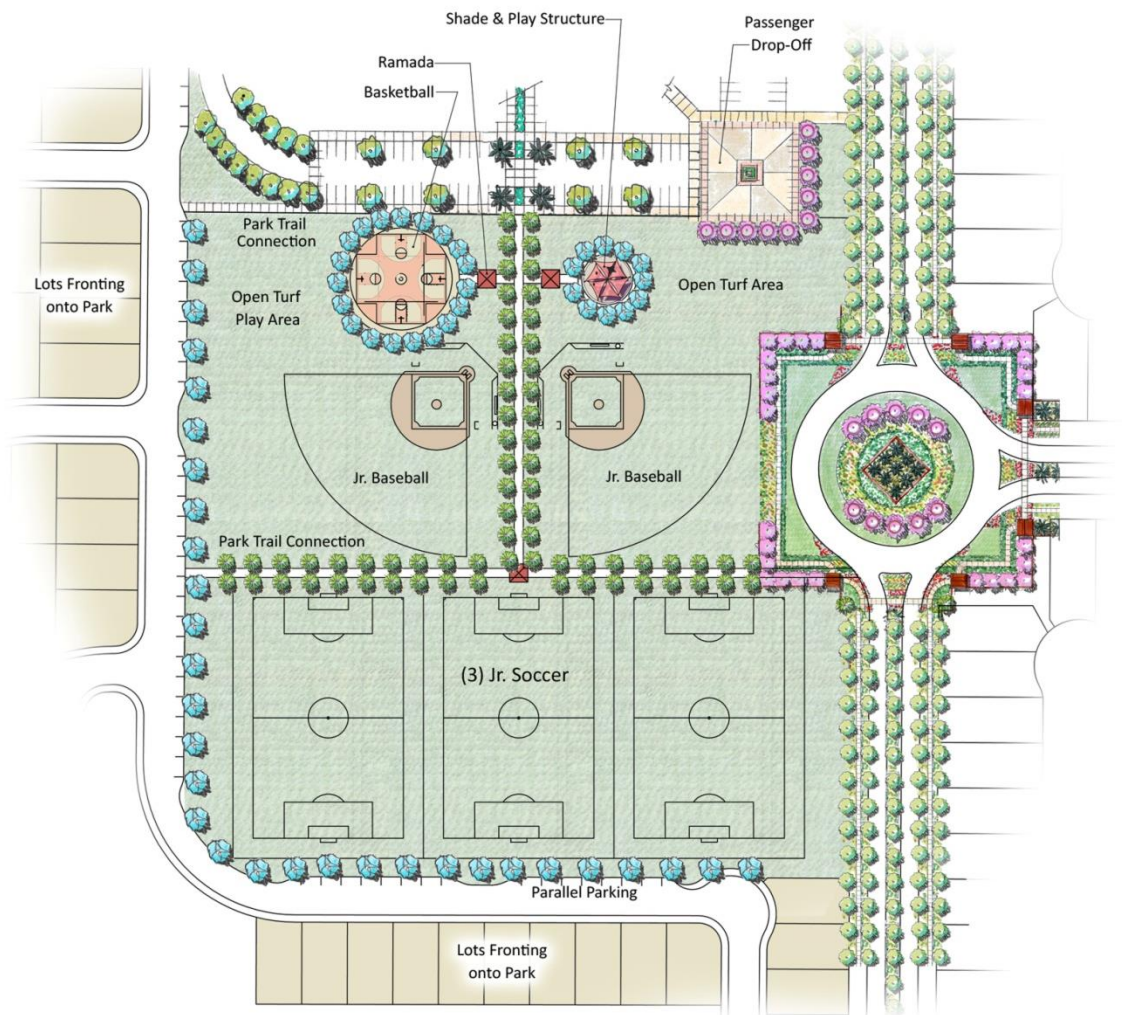 Shade & Play Structure
Passenger
Drop-Off
Ramada
Basketball
Park Trail
Connection
Lots Fronting
onto Park
Open Turf
Play Area
Open Turf Area
Jr. Baseball
Jr. Baseball
Park Trail Connection
(3) Jr. Soccer
Parallel Parking
Lots Fronting
onto Park